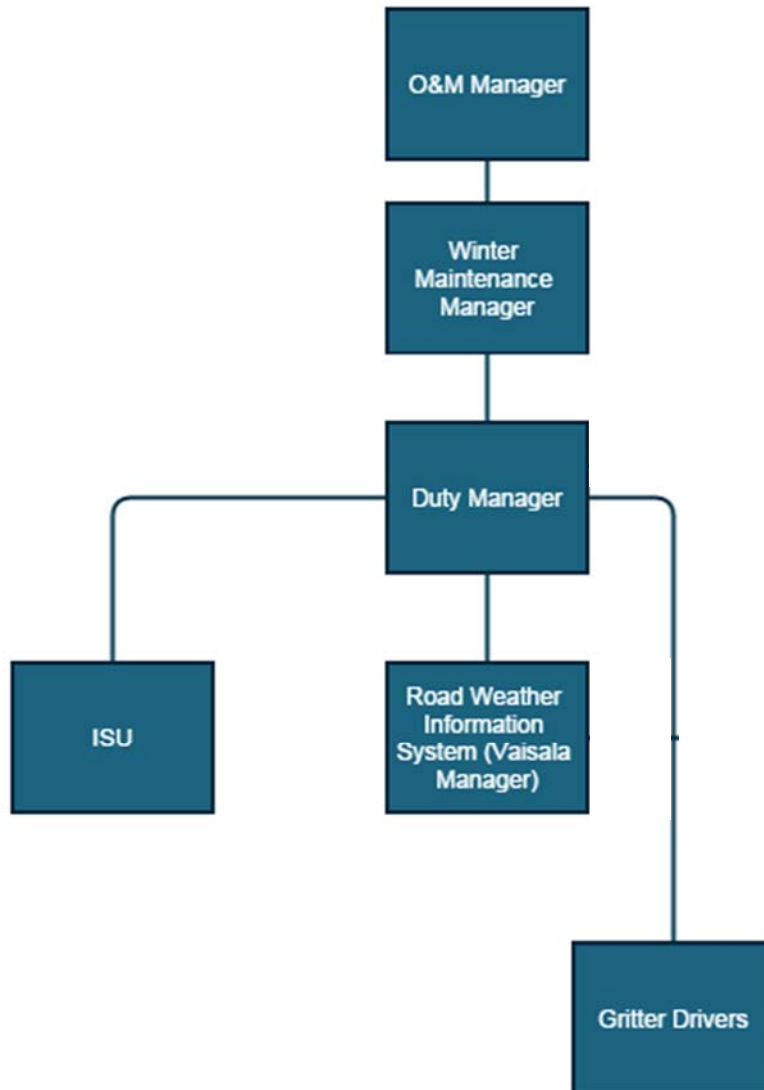 O&M Manager
Winter
Maintenance
Manager
Duty Manager
ISU
Road Weather
Information
System (Vaisala
Manager)
Gritter Drivers